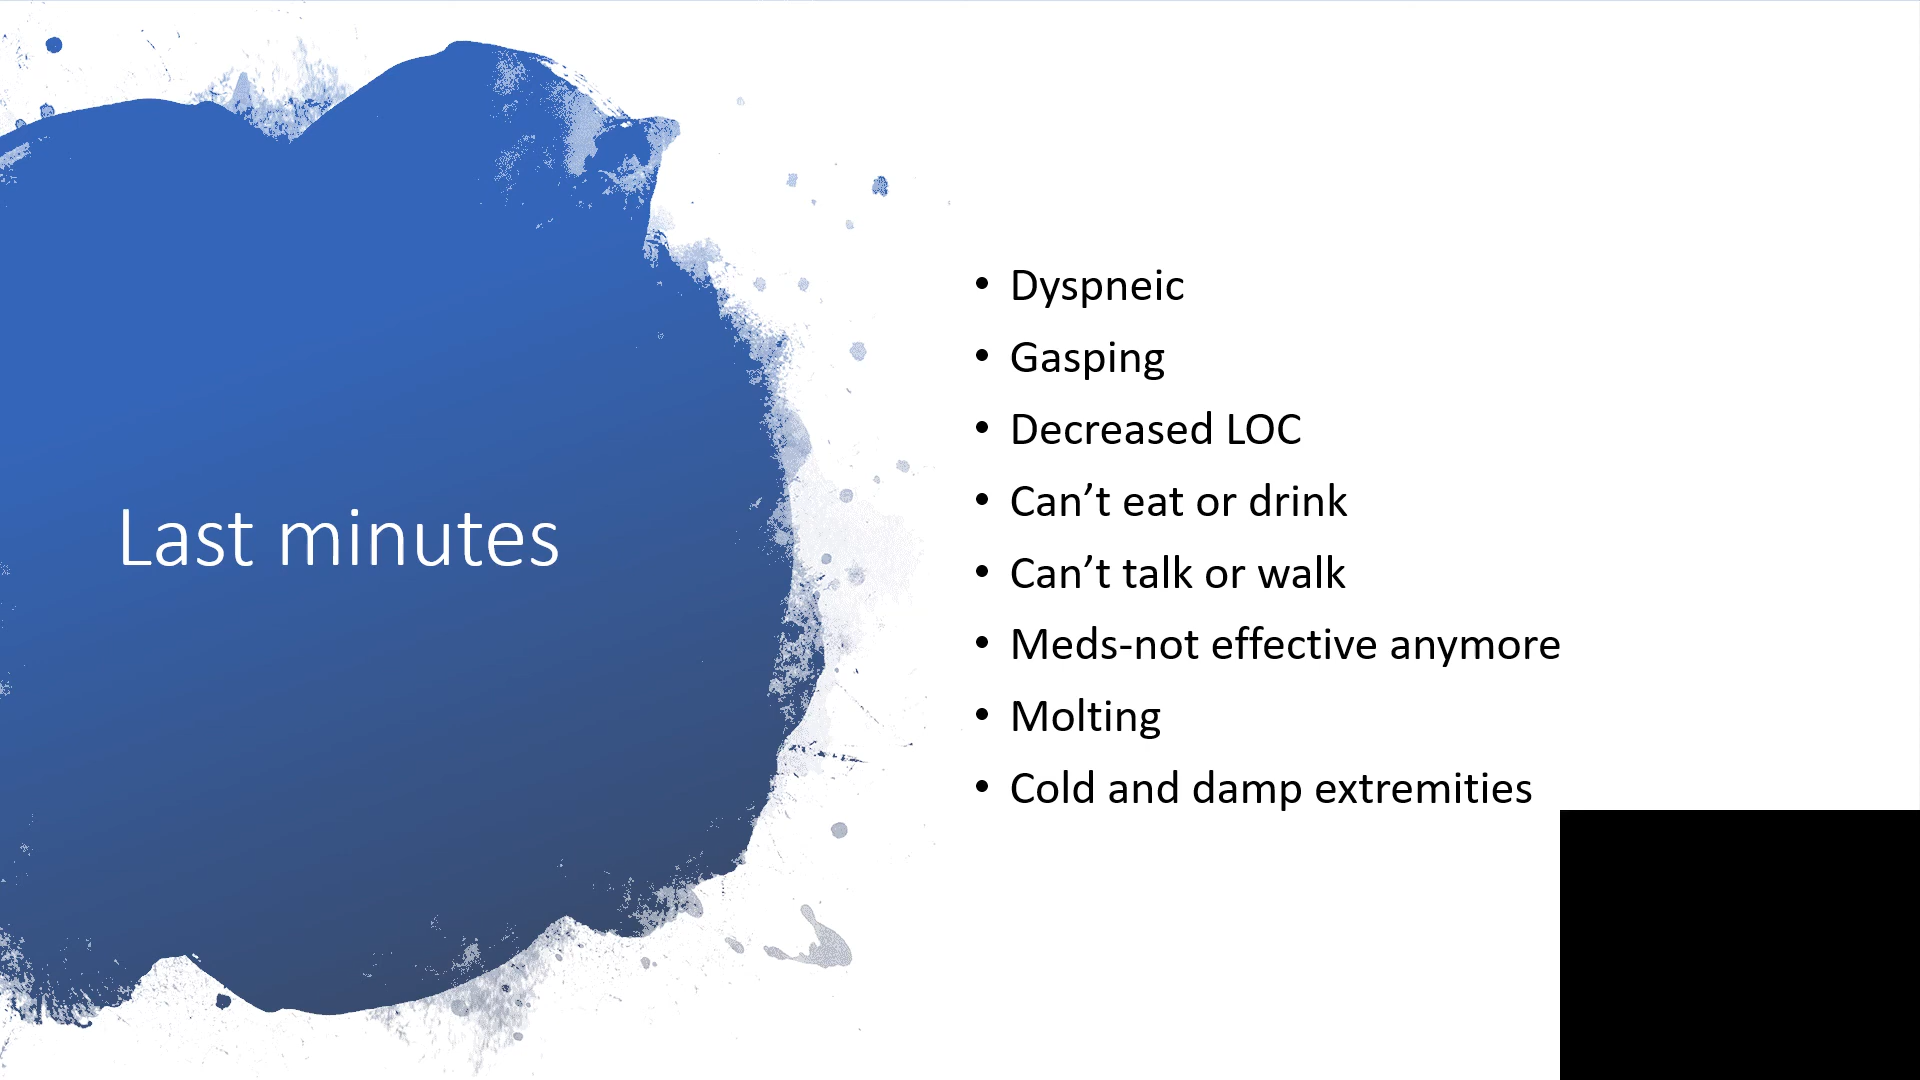 Last minutes
• Dyspneic
• Gasping
• Decreased LOC
• Can’t eat or drink
• Can’t talk or walk
• Meds-not effective anymore
• Molting
• Cold and damp extremities